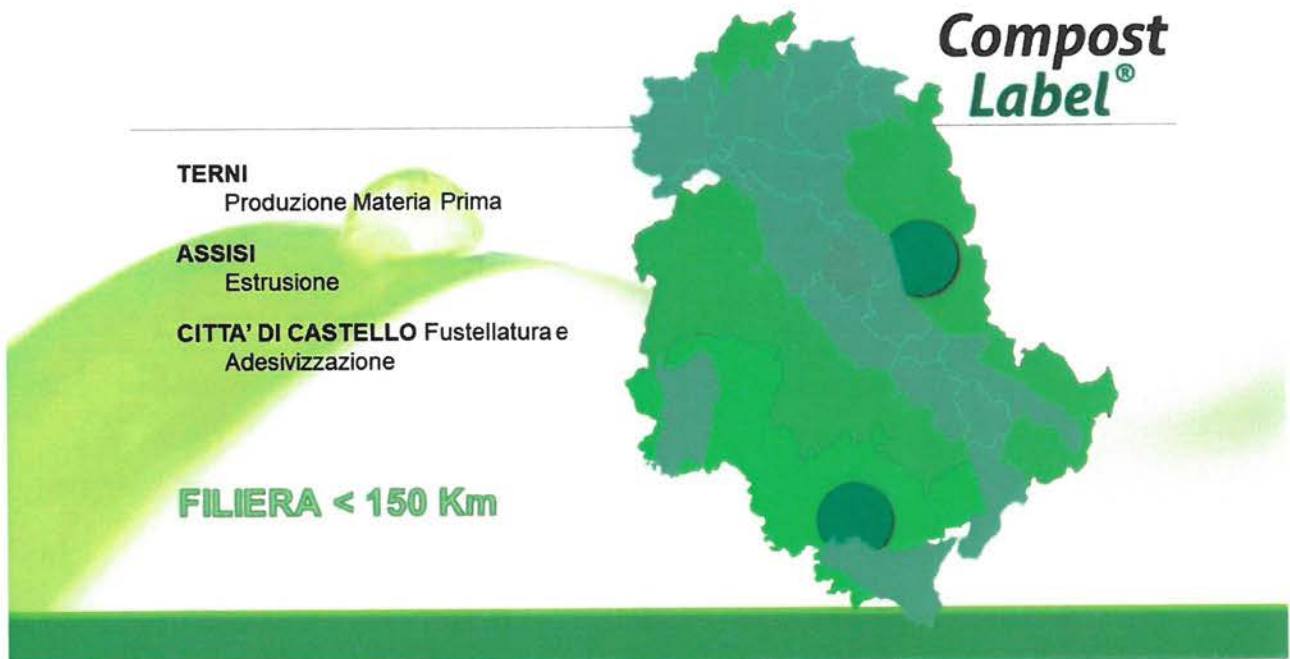 Compost
Label®
TERNI
Produzione Materia Prima
ASSISI
Estrusione
CITTA' DI CASTELLO Fustellatura e
Adesivizzazione
FILIERA < 150 Km